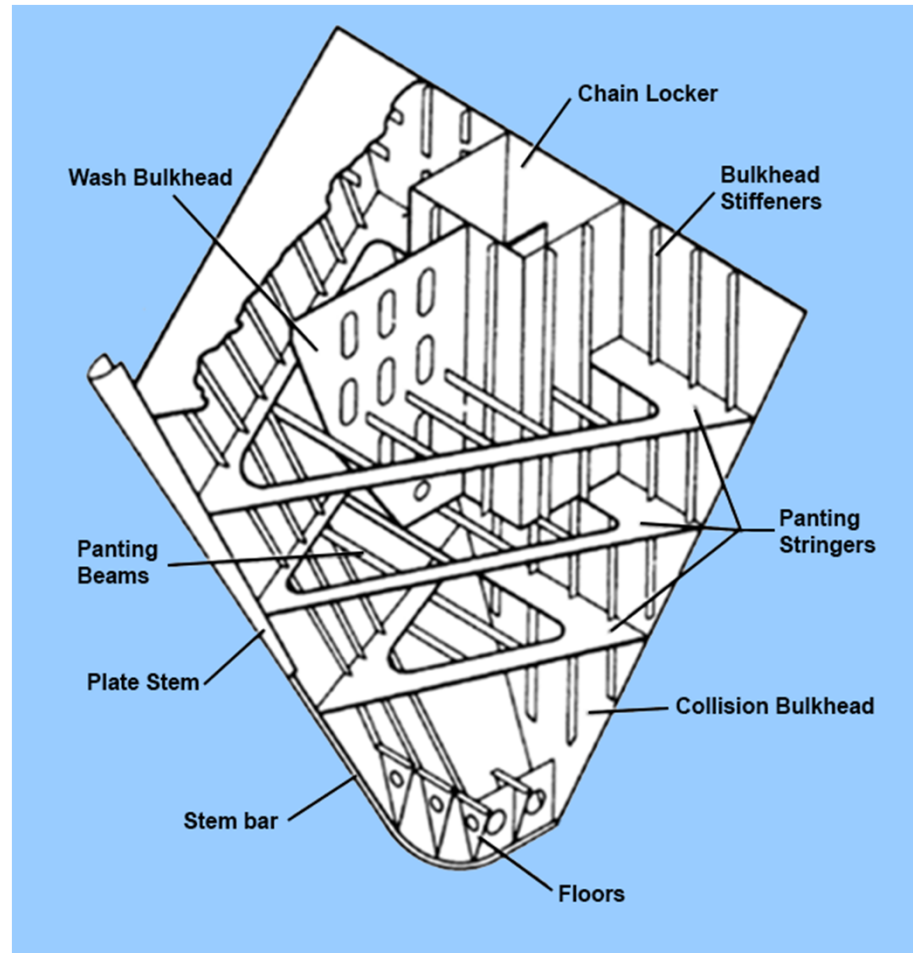 Chain Locker
Wash Bulkhead
Bulkhead
Stiffeners
Panting
Beams
Panting
Stringers
Plate Stem
Collision Bulkhead
Stem bar
Floors